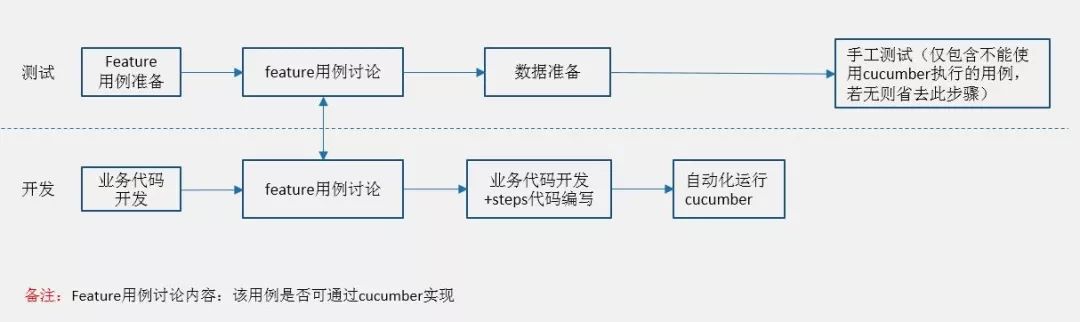 测试
Feature
用例准备
feature用例讨论
数据准备
手工测试（仅包含不能使
用cucumber执行的用例，
若无则省去此步骤）
开发
业务代码
开发
feature用例讨论
业务代码开发
+steps代码编写
自动化运行
cucumber
备注：Feature用例讨论内容：该用例是否可通过cucumber实现